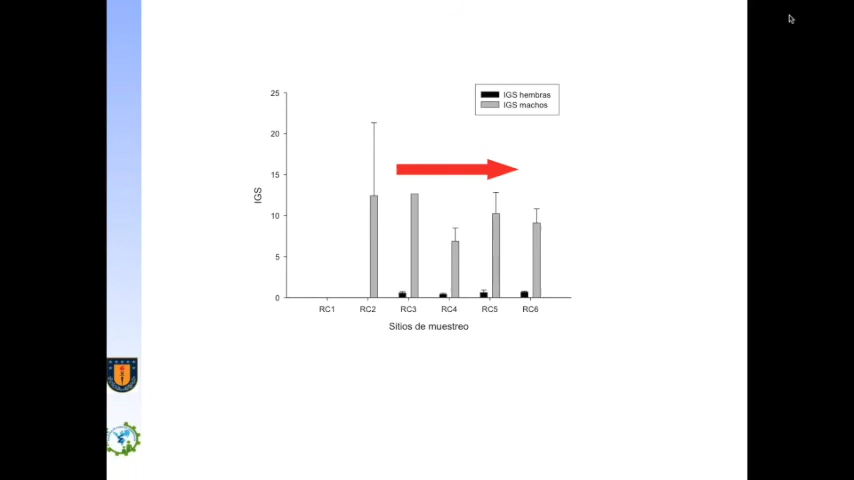 IGS hembras
IGS machos
25
20
15
10
5
0
IGS
RC1 RC2 RC3 RC4 RC5 RC6
Sitios de muestreo